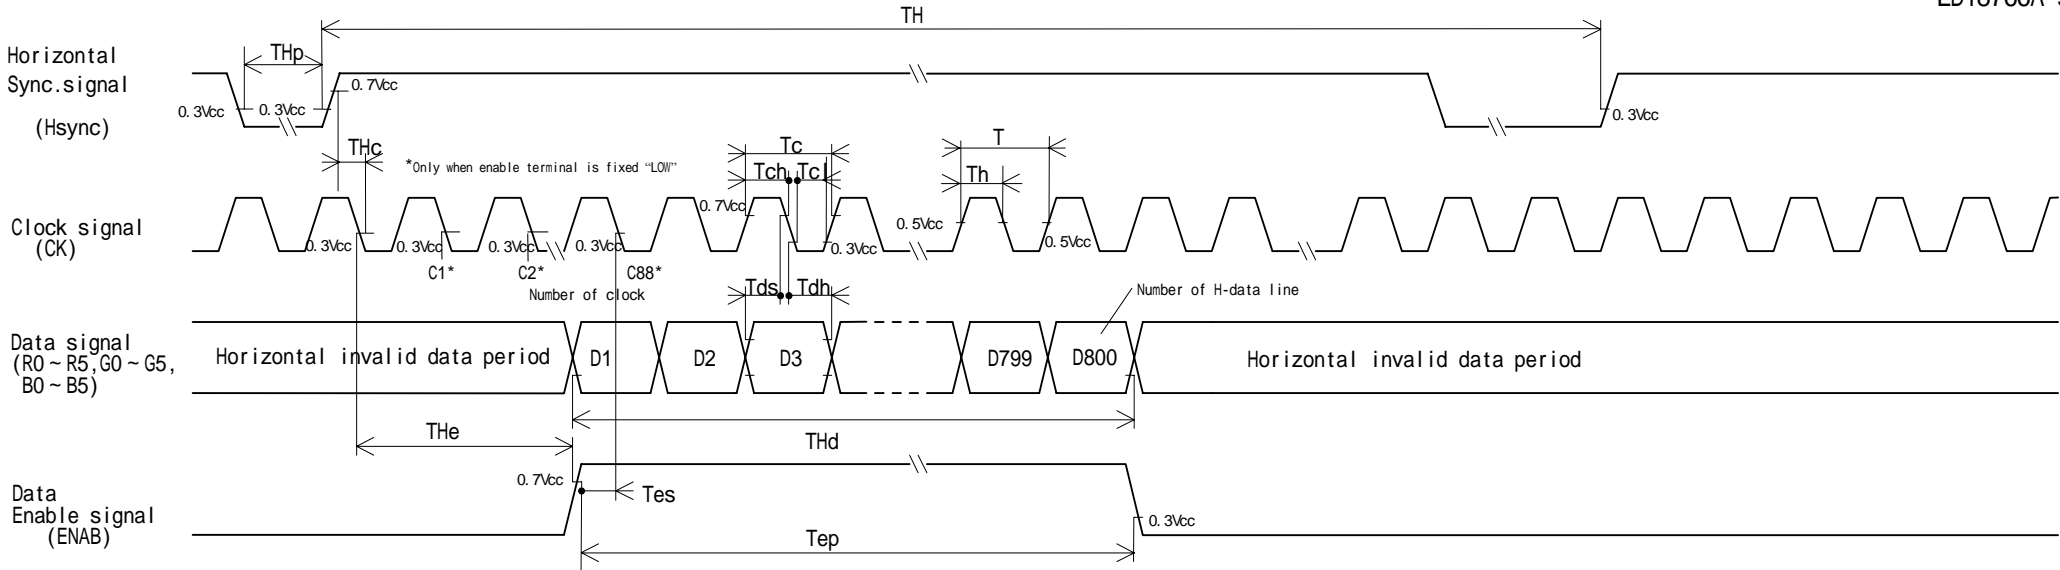 TH
Horizontal
Sync.signal
(Hsync)
THp
0.7Vcc
0.3Vcc
0.3Vcc
0.3Vcc
THc
*Only when enable terminal is fixed “LOW”
Tc
Tch
Tcl
T
Th
Clock signal
(CK)
0.7Vcc
0.5Vcc
0.3Vcc
0.3Vcc
0.3Vcc
0.3Vcc
0.3Vcc
0.5Vcc
C1*
C2*
C88*
Number of clock
Tds
Tdh
Number of H-data line
Data signal
(R0～R5,G0～G5,
B0～B5)
Horizontal invalid data period
D1
D2
D3
D799
D800
Horizontal invalid data period
THe
THd
0.7Vcc
Tes
Data
Enable signal
(ENAB)
0.3Vcc
Tep